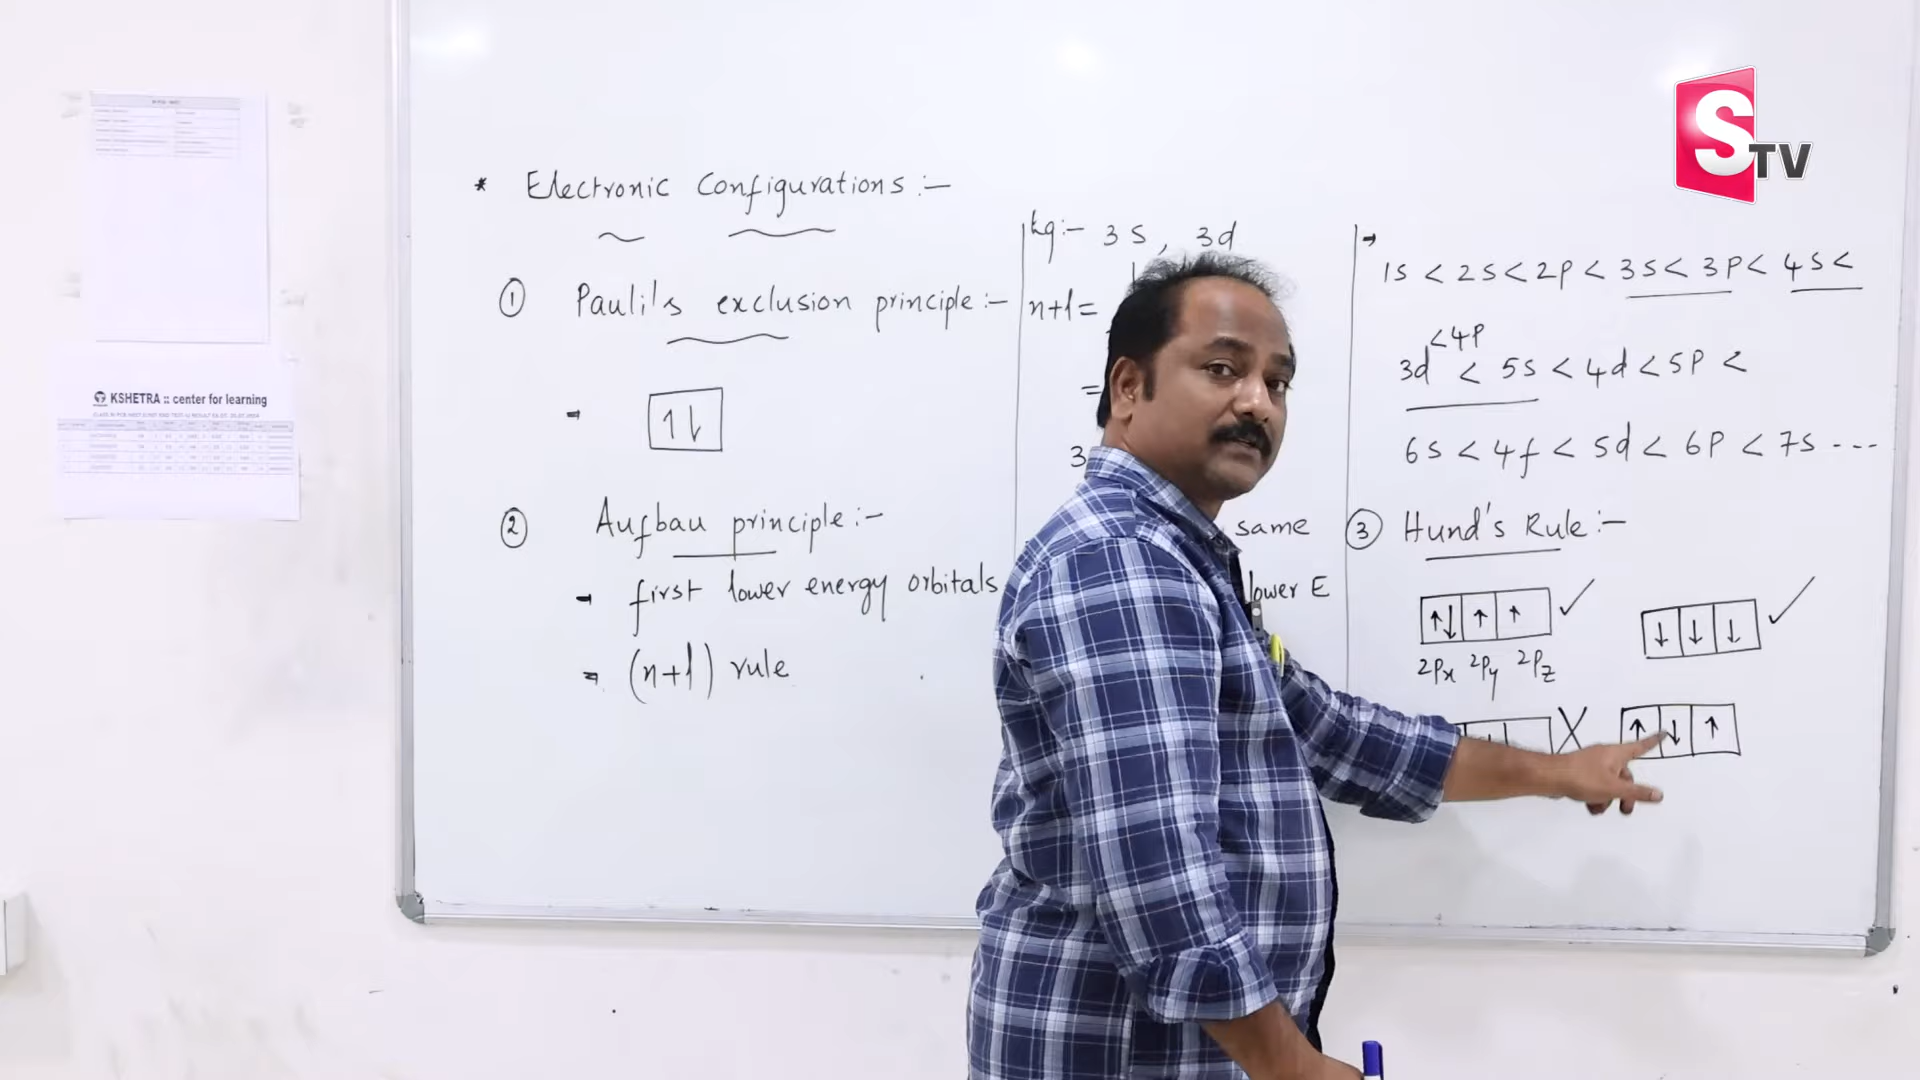 S TV
KSHETRA :: center for learning
* Electronic Configurations :-
① Pauli's exclusion principle :-
↑↓
② Aufbau principle :-
first lower energy orbitals
(n+l) rule
Eg:- 3s, 3d
n+l =
=
3
same
lower E
1s < 2s < 2p < 3s < 3p < 4s <
<4p
3d < 5s < 4d < 5p <
6s < 4f < 5d < 6p < 7s ---
③ Hund's Rule :-
↑↓ ↑ ↑ ✓ ↓ ↓ ↓ ✓
2px 2py 2pz
X ↑ ↓ ↑